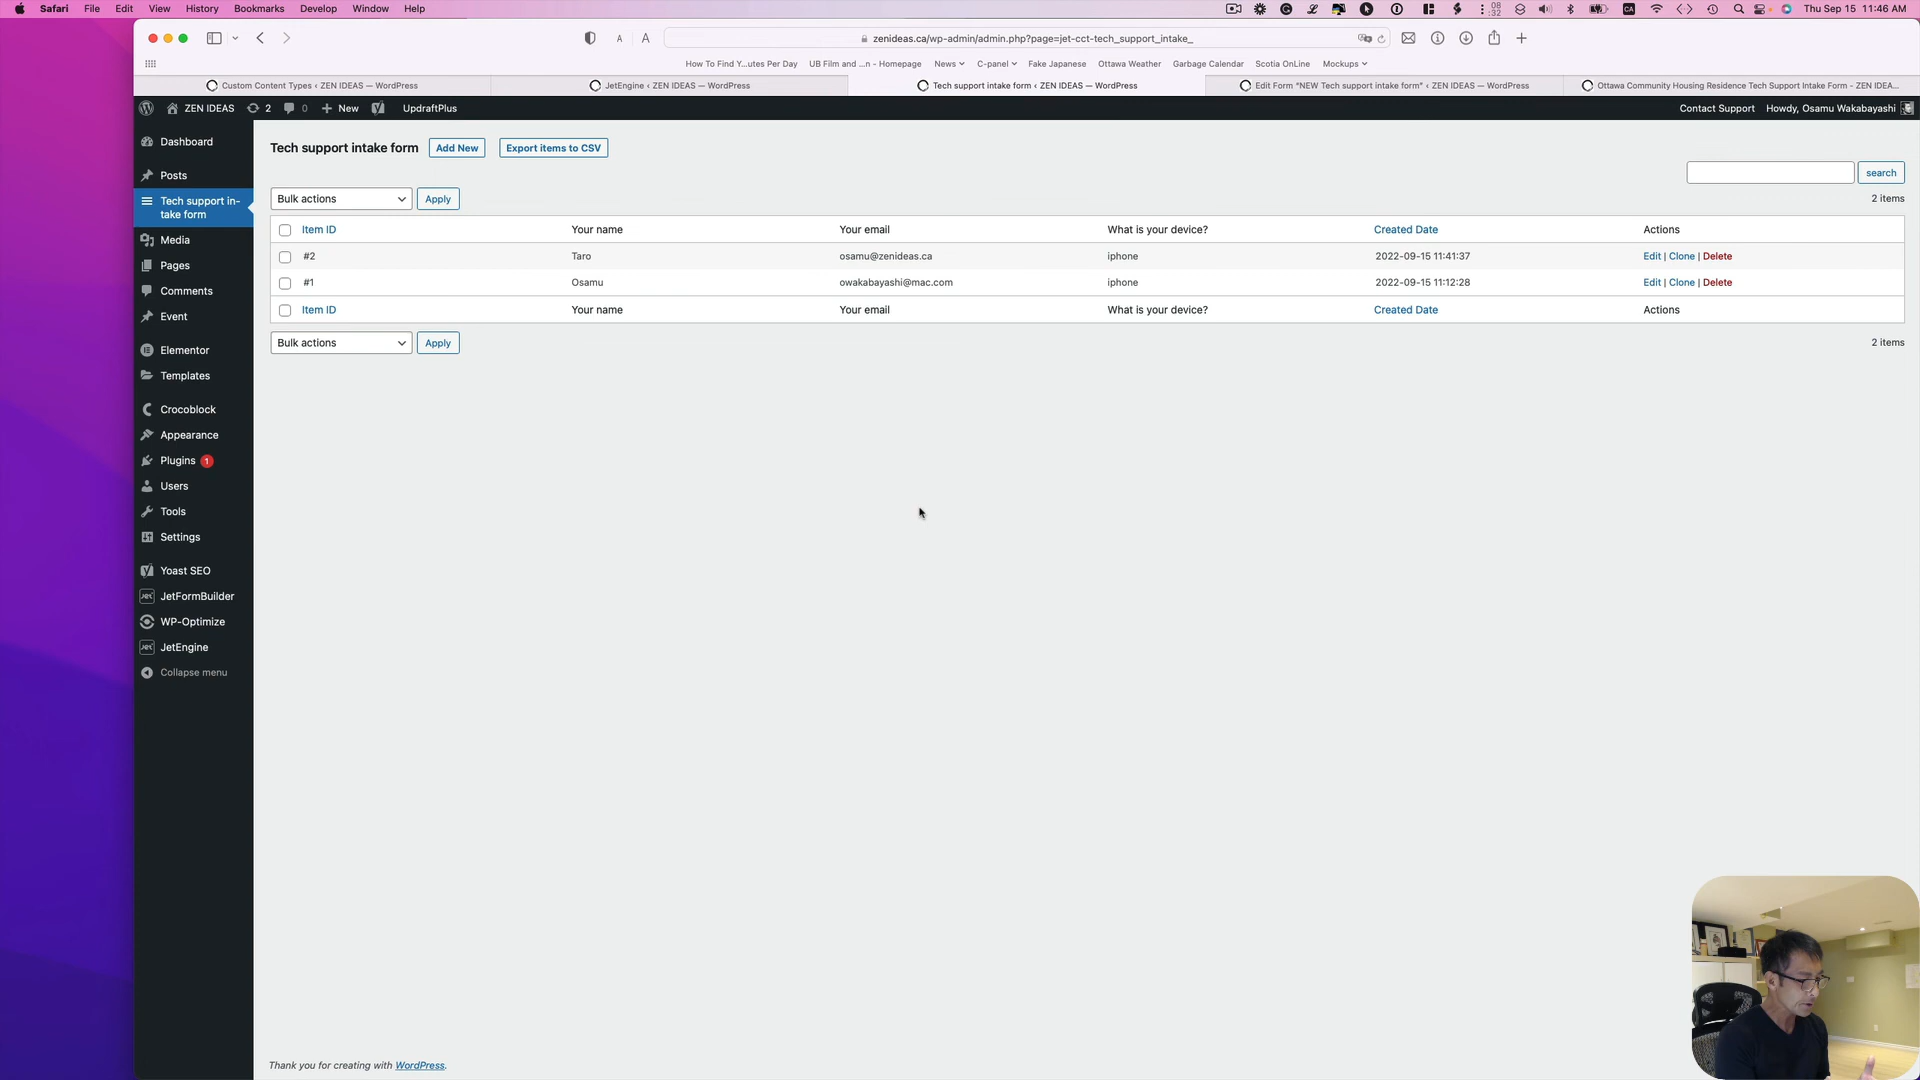 Safari File Edit View History Bookmarks Develop Window Help
08
32
CA
Thu Sep 15 11:46 AM
A A zenideas.ca/wp-admin/admin.php?page=jet-cct-tech_support_intake_
How To Find Y...utes Per Day UB Film and ...n - Homepage News C-panel Fake Japanese Ottawa Weather Garbage Calendar Scotia OnLine Mockups
Custom Content Types ‹ ZEN IDEAS — WordPress
JetEngine ‹ ZEN IDEAS — WordPress
Tech support intake form ‹ ZEN IDEAS — WordPress
Edit Form "NEW Tech support intake form" ‹ ZEN IDEAS — WordPress
Ottawa Community Housing Residence Tech Support Intake Form - ZEN IDEA...
ZEN IDEAS 2 0 New UpdraftPlus Contact Support Howdy, Osamu Wakabayashi
Dashboard
Posts
Tech support in-
take form
Media
Pages
Comments
Event
Elementor
Templates
Crocoblock
Appearance
Plugins 1
Users
Tools
Settings
Yoast SEO
JetFormBuilder
WP-Optimize
JetEngine
Collapse menu
Tech support intake form Add New Export items to CSV
search
Bulk actions Apply 2 items
Item ID Your name Your email What is your device? Created Date Actions
#2 Taro osamu@zenideas.ca iphone 2022-09-15 11:41:37 Edit | Clone | Delete
#1 Osamu owakabayashi@mac.com iphone 2022-09-15 11:12:28 Edit | Clone | Delete
Item ID Your name Your email What is your device? Created Date Actions
Bulk actions Apply 2 items
Thank you for creating with WordPress.